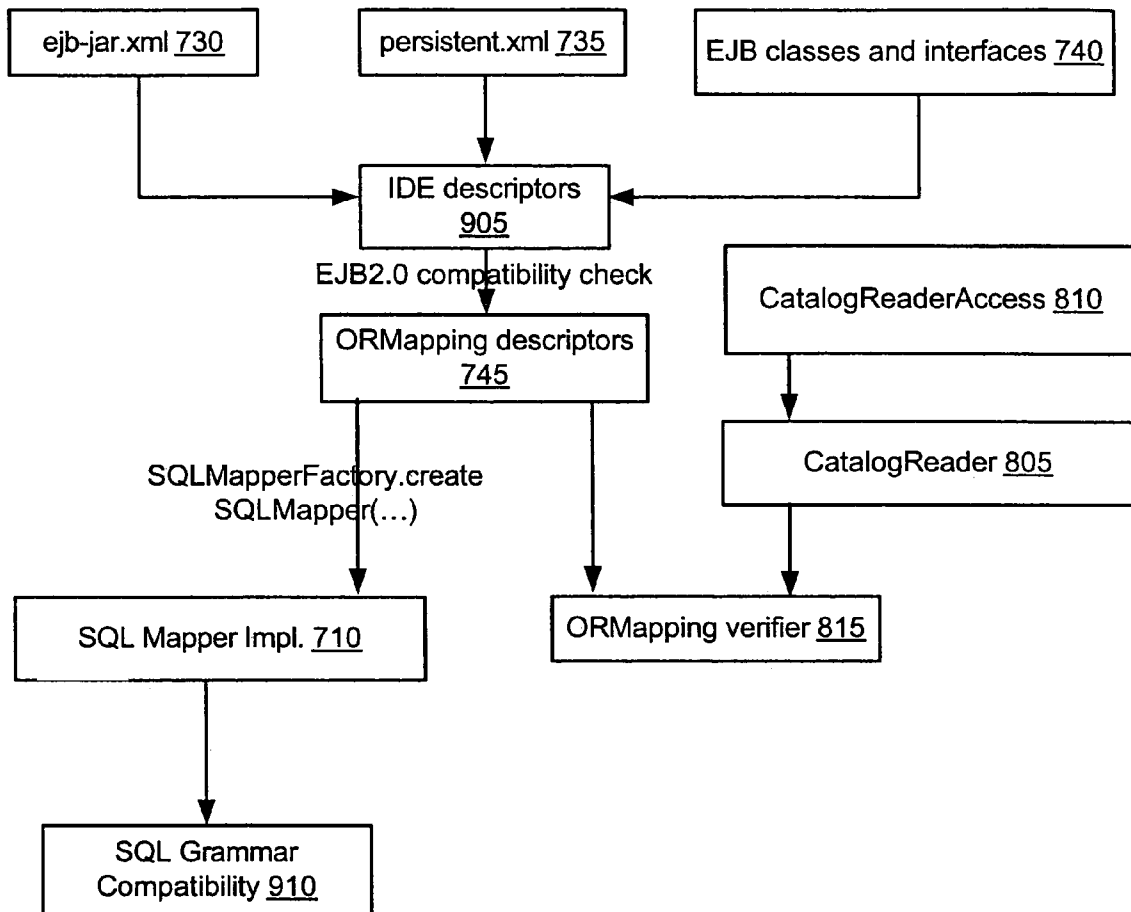 ejb-jar.xml 730
persistent.xml 735
EJB classes and interfaces 740
IDE descriptors
905
EJB2.0 compatibility check
CatalogReaderAccess 810
ORMapping descriptors
745
CatalogReader 805
SQLMapperFactory.create
SQLMapper(...)
SQL Mapper Impl. 710
ORMapping verifier 815
SQL Grammar
Compatibility 910